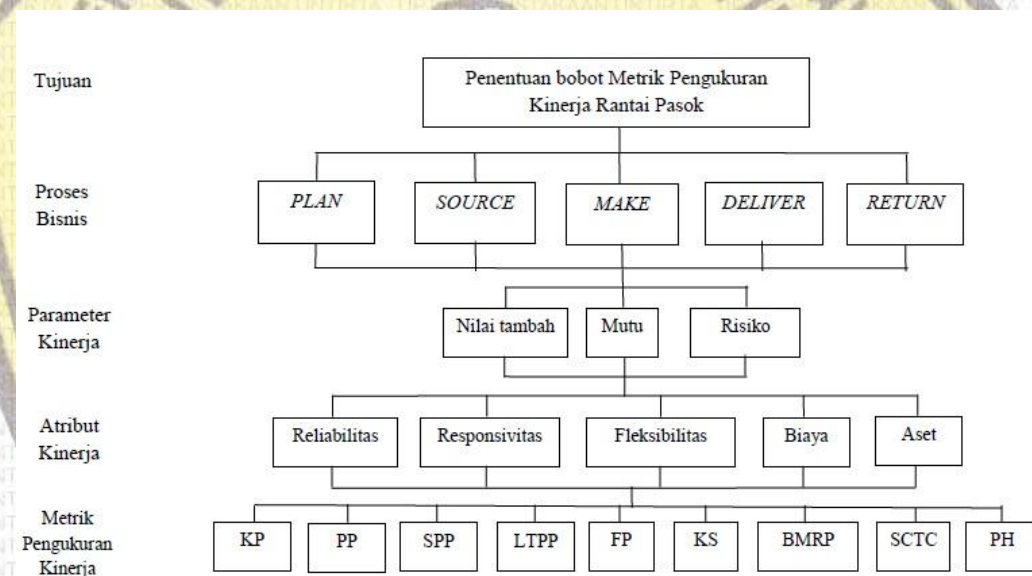 Tujuan
Penentuan bobot Metrik Pengukuran
Kinerja Rantai Pasok
Proses
Bisnis
PLAN
SOURCE
MAKE
DELIVER
RETURN
Parameter
Kinerja
Nilai tambah
Mutu
Risiko
Atribut
Kinerja
Reliabilitas
Responsivitas
Fleksibilitas
Biaya
Aset
Metrik
Pengukuran
Kinerja
KP
PP
SPP
LTPP
FP
KS
BMRP
SCTC
PH